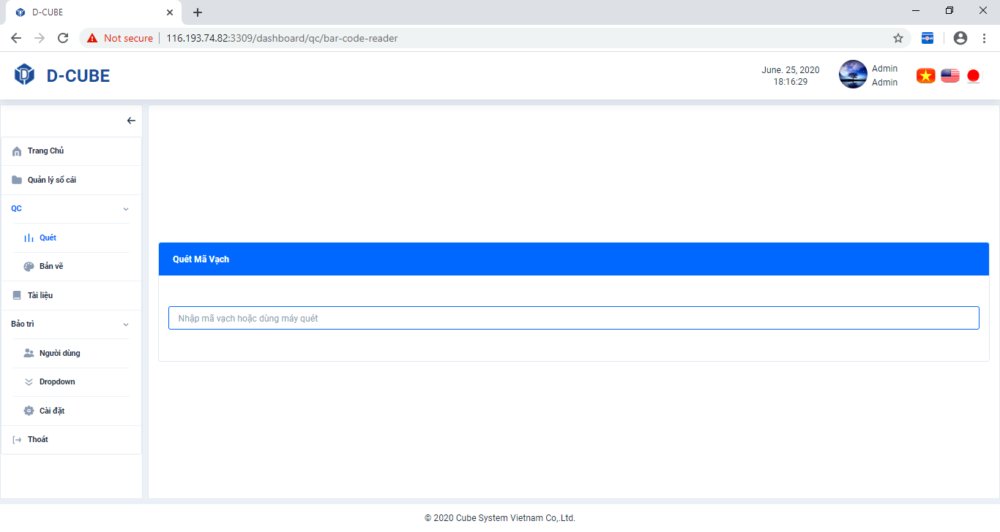 D-CUBE
Not secure
116.193.74.82:3309/dashboard/qc/bar-code-reader
D-CUBE
June. 25, 2020
18:16:29
Admin
Admin
Trang Chủ
Quản lý sổ cái
QC
Quét
Bản vẽ
Tài liệu
Bảo trì
Người dùng
Dropdown
Cài đặt
Thoát
Quét Mã Vạch
Nhập mã vạch hoặc dùng máy quét
© 2020 Cube System Vietnam Co,.Ltd.